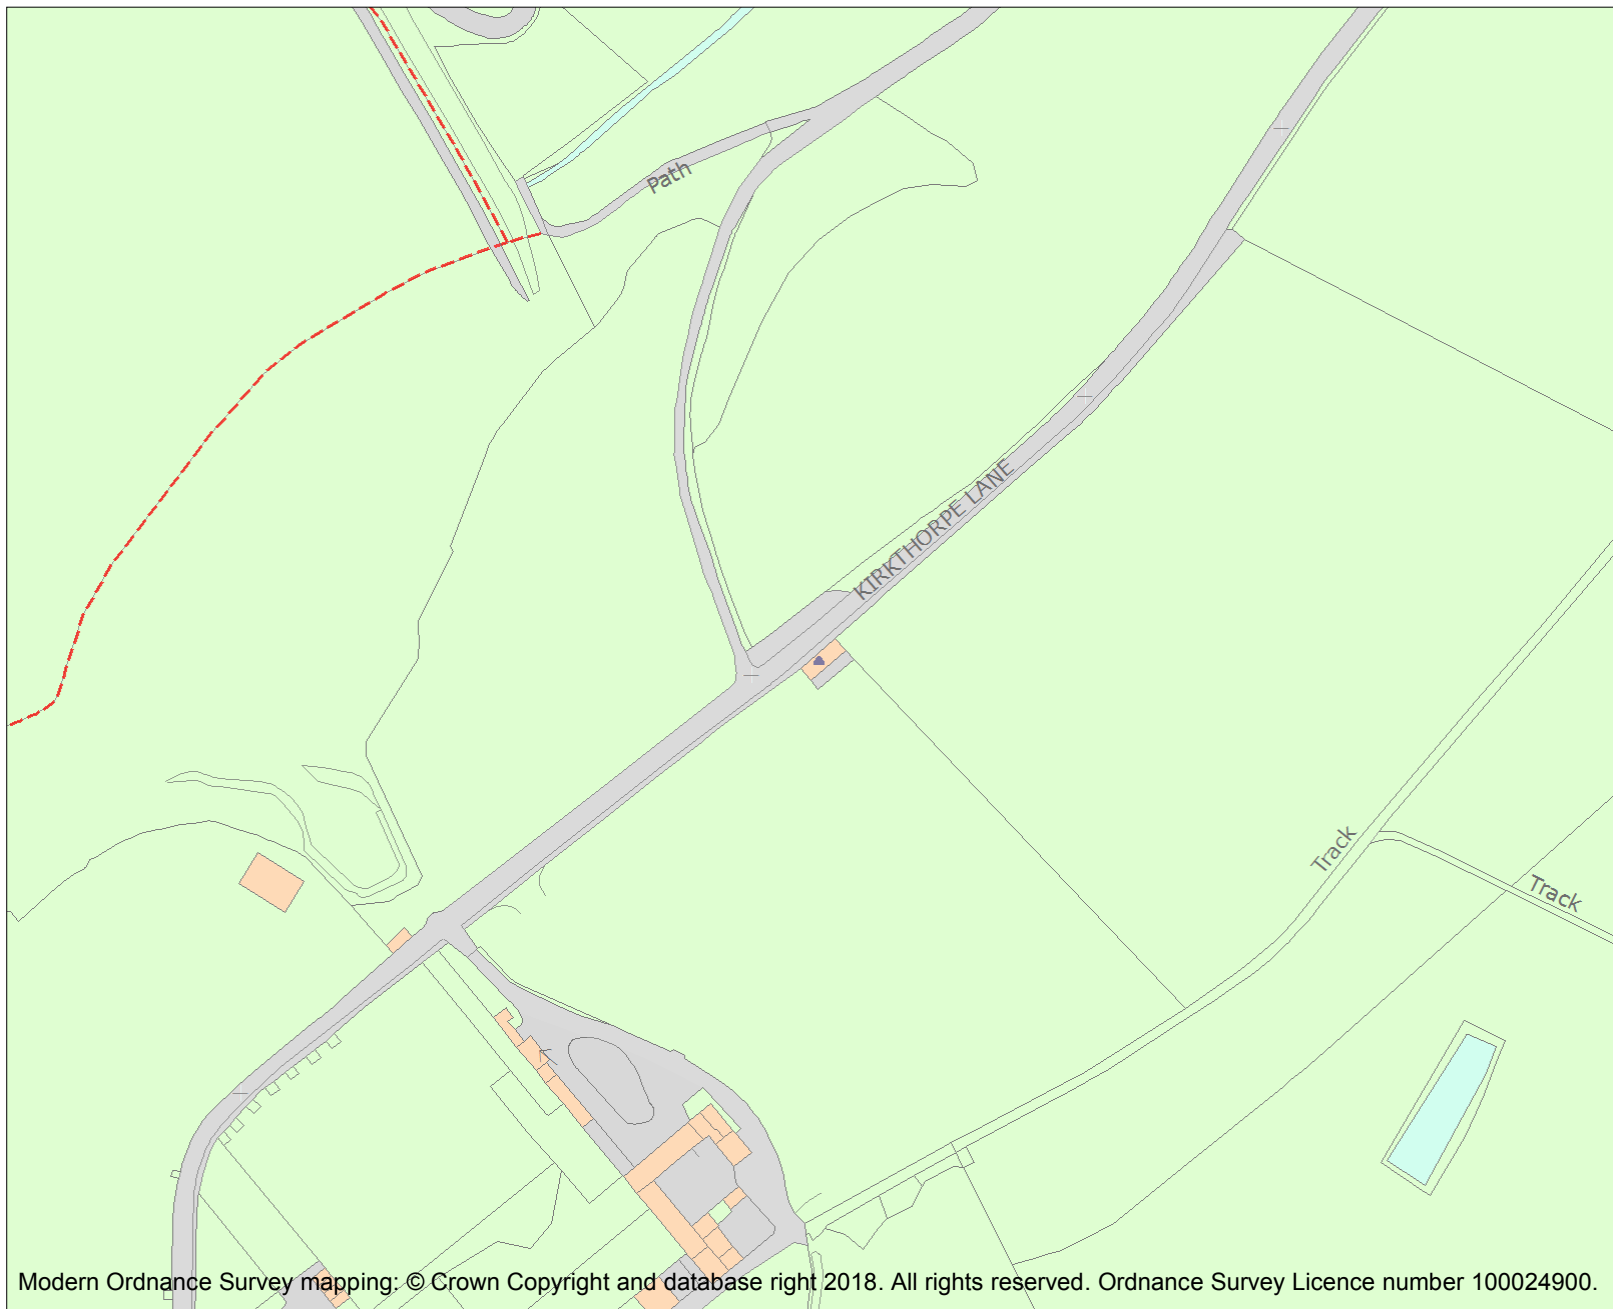 Path
KIRKTHORPE LANE
Track
Track
Modern Ordnance Survey mapping: © Crown Copyright and database right 2018. All rights reserved. Ordnance Survey Licence number 100024900.